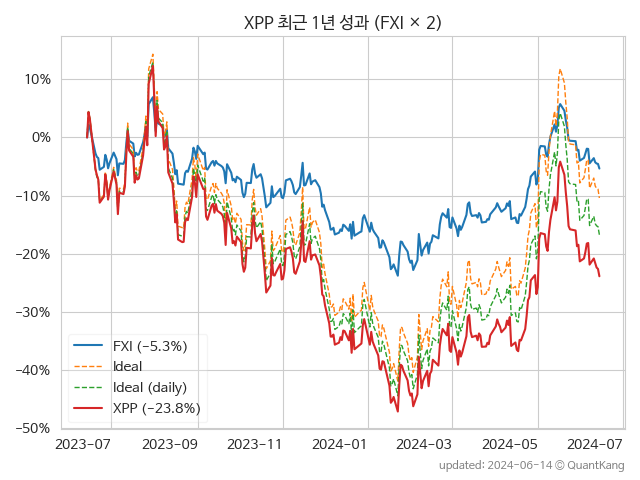 XPP 최근 1년 성과 (FXI × 2)
10%
0%
−10%
−20%
−30%
−40%
−50%
FXI (−5.3%)
Ideal
Ideal (daily)
XPP (−23.8%)
2023−07 2023−09 2023−11 2024−01 2024−03 2024−05 2024−07
updated: 2024−06−14 © QuantKang